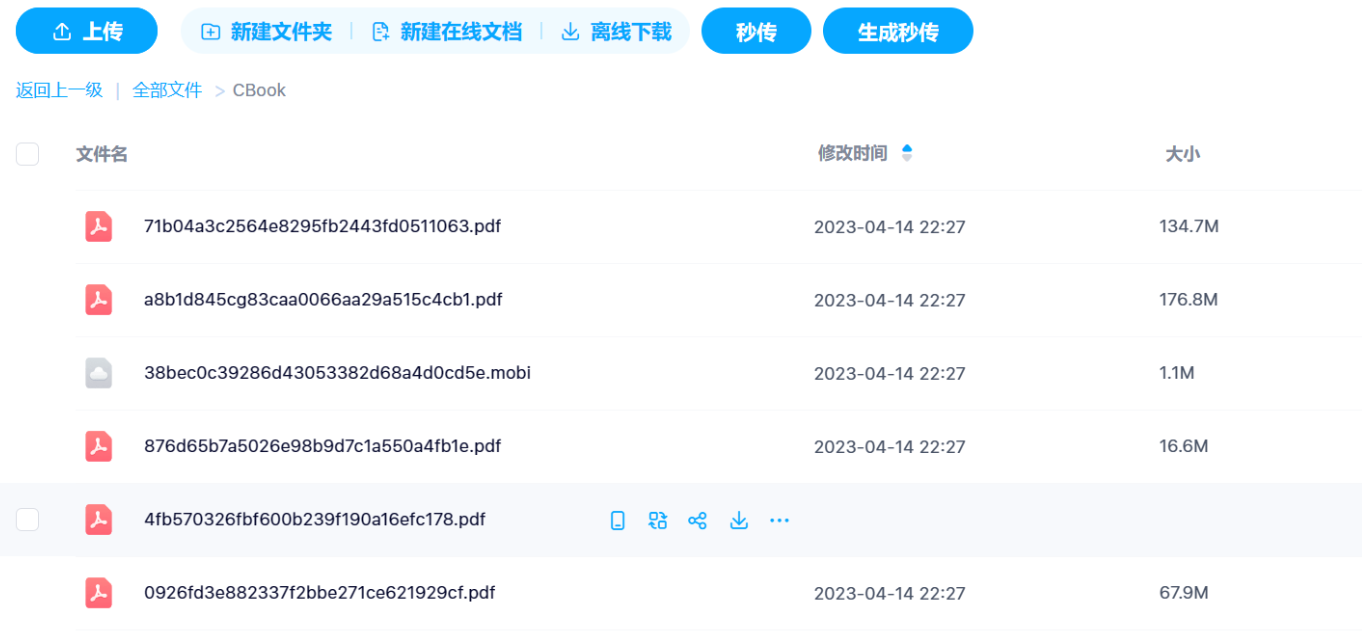 上传 新建文件夹 新建在线文档 离线下载 秒传 生成秒传
返回上一级 | 全部文件 > CBook
文件名 修改时间 大小
71b04a3c2564e8295fb2443fd0511063.pdf 2023-04-14 22:27 134.7M
a8b1d845cg83caa0066aa29a515c4cb1.pdf 2023-04-14 22:27 176.8M
38bec0c39286d43053382d68a4d0cd5e.mobi 2023-04-14 22:27 1.1M
876d65b7a5026e98b9d7c1a550a4fb1e.pdf 2023-04-14 22:27 16.6M
4fb570326fbf600b239f190a16efc178.pdf
0926fd3e882337f2bbe271ce621929cf.pdf 2023-04-14 22:27 67.9M